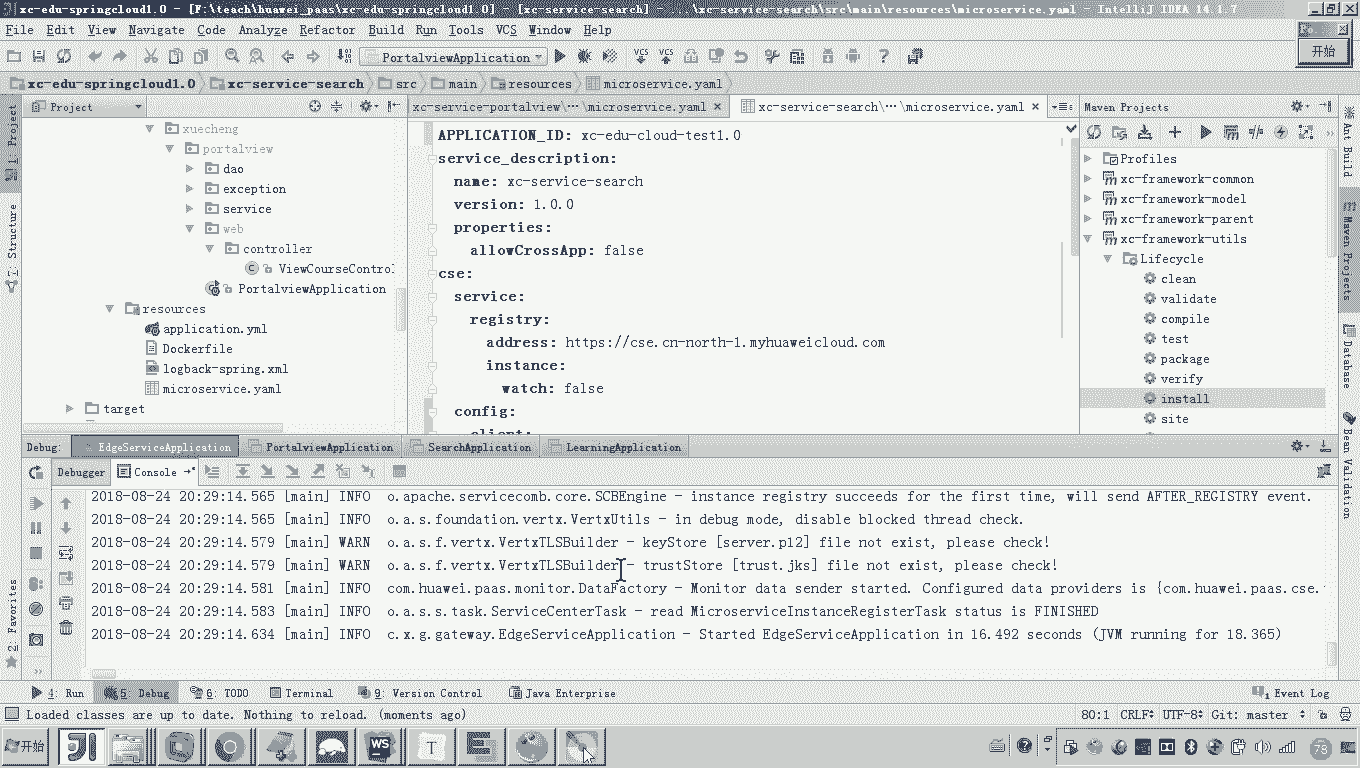 xc-edu-springcloud1.0 - [F:\teach\huawei_paas\xc-edu-springcloud1.0] - [xc-service-search] - ...\xc-service-search\src\main\resources\microservice.yaml - IntelliJ IDEA 14.1.7
File Edit View Navigate Code Analyze Refactor Build Run Tools VCS Window Help
开始
PortalviewApplication
VCS VCS
xc-edu-springcloud1.0 xc-service-search src main resources microservice.yaml
Project
xc-service-portalview\...\microservice.yaml
xc-service-search\...\microservice.yaml
Maven Projects
xuecheng
portalview
dao
exception
service
web
controller
ViewCourseControl
PortalviewApplication
resources
application.yml
Dockerfile
logback-spring.xml
microservice.yaml
target
APPLICATION_ID: xc-edu-cloud-test1.0
service_description:
name: xc-service-search
version: 1.0.0
properties:
allowCrossApp: false
cse:
service:
registry:
address: https://cse.cn-north-1.myhuaweicloud.com
instance:
watch: false
config:
client:
Profiles
xc-framework-common
xc-framework-model
xc-framework-parent
xc-framework-utils
Lifecycle
clean
validate
compile
test
package
verify
install
site
1: Project
7: Structure
2: Favorites
Ant Build
Maven Projects
Database
Bean Validation
Debug: EdgeServiceApplication PortalviewApplication SearchApplication LearningApplication
Debugger Console
2018-08-24 20:29:14.565 [main] INFO o.apache.servicecomb.core.SCBEngine - instance registry succeeds for the first time, will send AFTER_REGISTRY event.
2018-08-24 20:29:14.565 [main] INFO o.a.s.foundation.vertx.VertxUtils - in debug mode, disable blocked thread check.
2018-08-24 20:29:14.579 [main] WARN o.a.s.f.vertx.VertxTLSBuilder - keyStore [server.p12] file not exist, please check!
2018-08-24 20:29:14.579 [main] WARN o.a.s.f.vertx.VertxTLSBuilder - trustStore [trust.jks] file not exist, please check!
2018-08-24 20:29:14.581 [main] INFO com.huawei.paas.monitor.DataFactory - Monitor data sender started. Configured data providers is {com.huawei.paas.cse.
2018-08-24 20:29:14.583 [main] INFO o.a.s.s.task.ServiceCenterTask - read MicroserviceInstanceRegisterTask status is FINISHED
2018-08-24 20:29:14.634 [main] INFO c.x.g.gateway.EdgeServiceApplication - Started EdgeServiceApplication in 16.492 seconds (JVM running for 18.365)
4: Run 5: Debug 6: TODO Terminal 9: Version Control Java Enterprise 1 Event Log
Loaded classes are up to date. Nothing to reload. (moments ago) 80:1 CRLF UTF-8 Git: master
开始 WS T 78